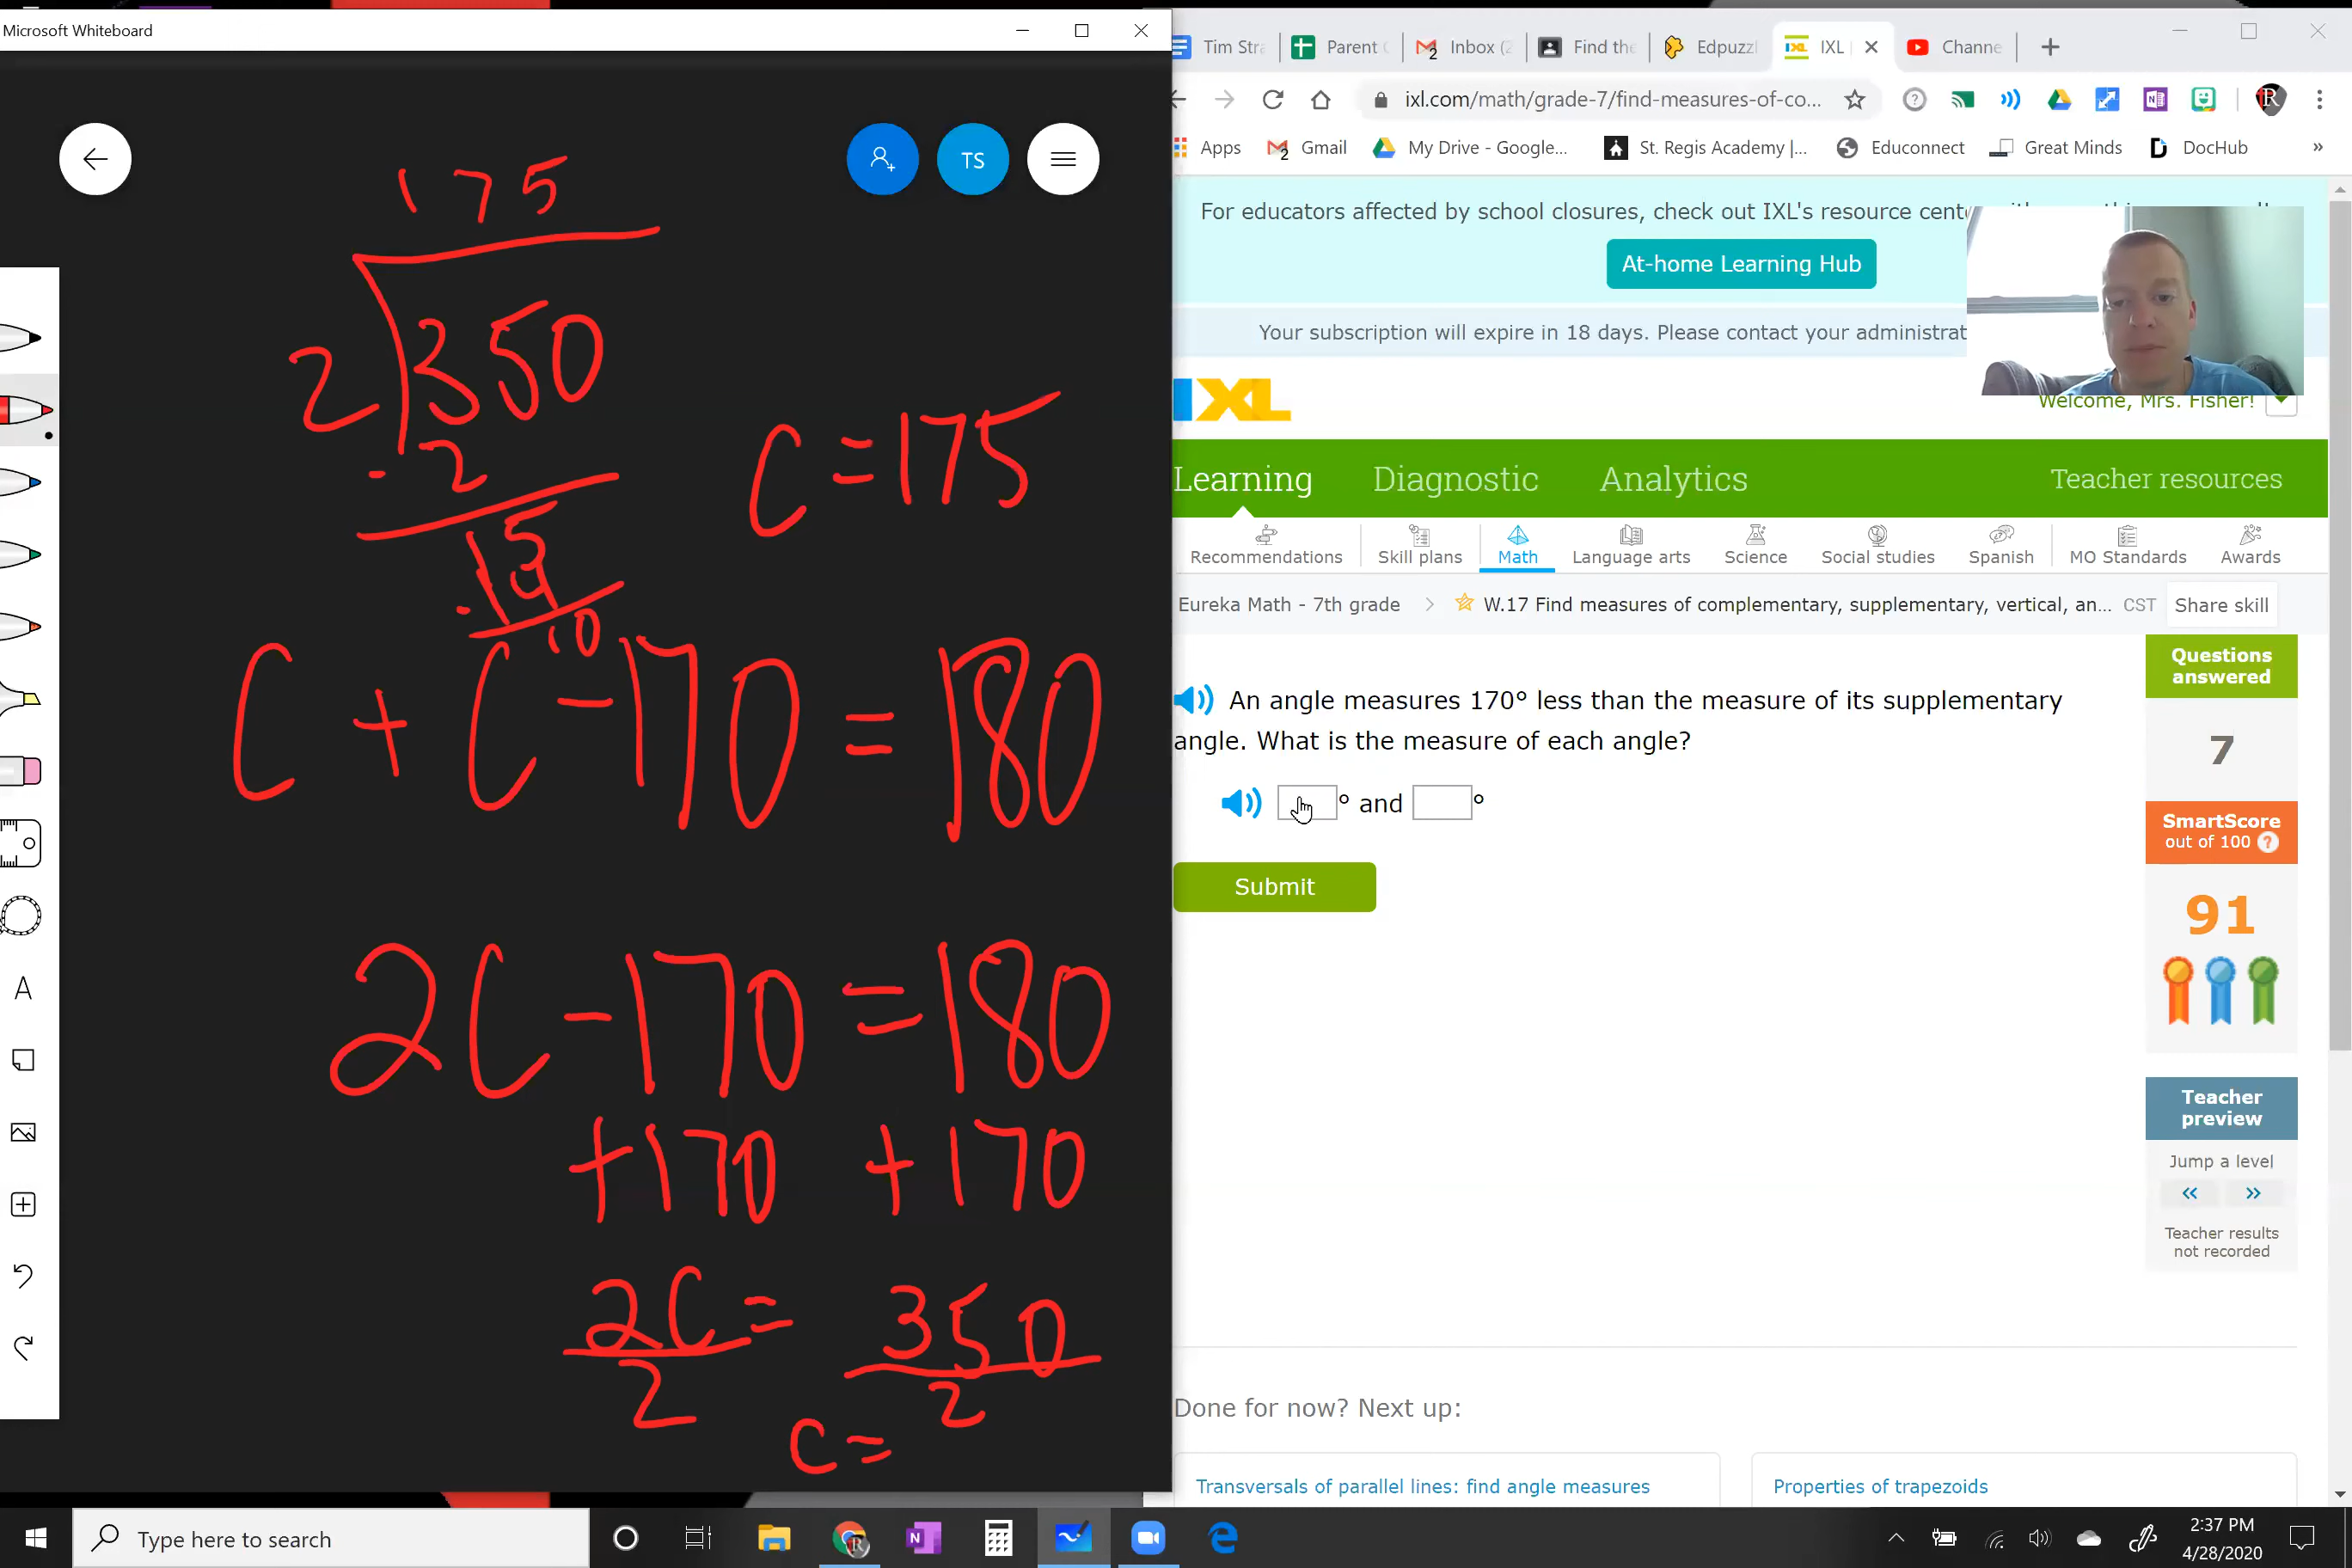 Microsoft Whiteboard
TS
175
2 350
-2
15
-14
10
C=175
C + C -170 = 180
2C -170 = 180
+170 +170
2C = 350
2 2
C =
Tim Stra
Parent
Inbox (2
Find the
Edpuzzl
IXL
Channe
ixl.com/math/grade-7/find-measures-of-co...
Apps
Gmail
My Drive - Google...
St. Regis Academy |...
Educonnect
Great Minds
DocHub
»
For educators affected by school closures, check out IXL's resource cent
At-home Learning Hub
Your subscription will expire in 18 days. Please contact your administrat
IXL
Welcome, Mrs. Fisher!
Learning
Diagnostic
Analytics
Teacher resources
Recommendations
Skill plans
Math
Language arts
Science
Social studies
Spanish
MO Standards
Awards
Eureka Math - 7th grade > W.17 Find measures of complementary, supplementary, vertical, an... CST
Share skill
An angle measures 170° less than the measure of its supplementary
angle. What is the measure of each angle?
° and °
Submit
Questions
answered
7
SmartScore
out of 100 ?
91
Teacher
preview
Jump a level
« »
Teacher results
not recorded
Done for now? Next up:
Transversals of parallel lines: find angle measures
Properties of trapezoids
Type here to search
2:37 PM
4/28/2020